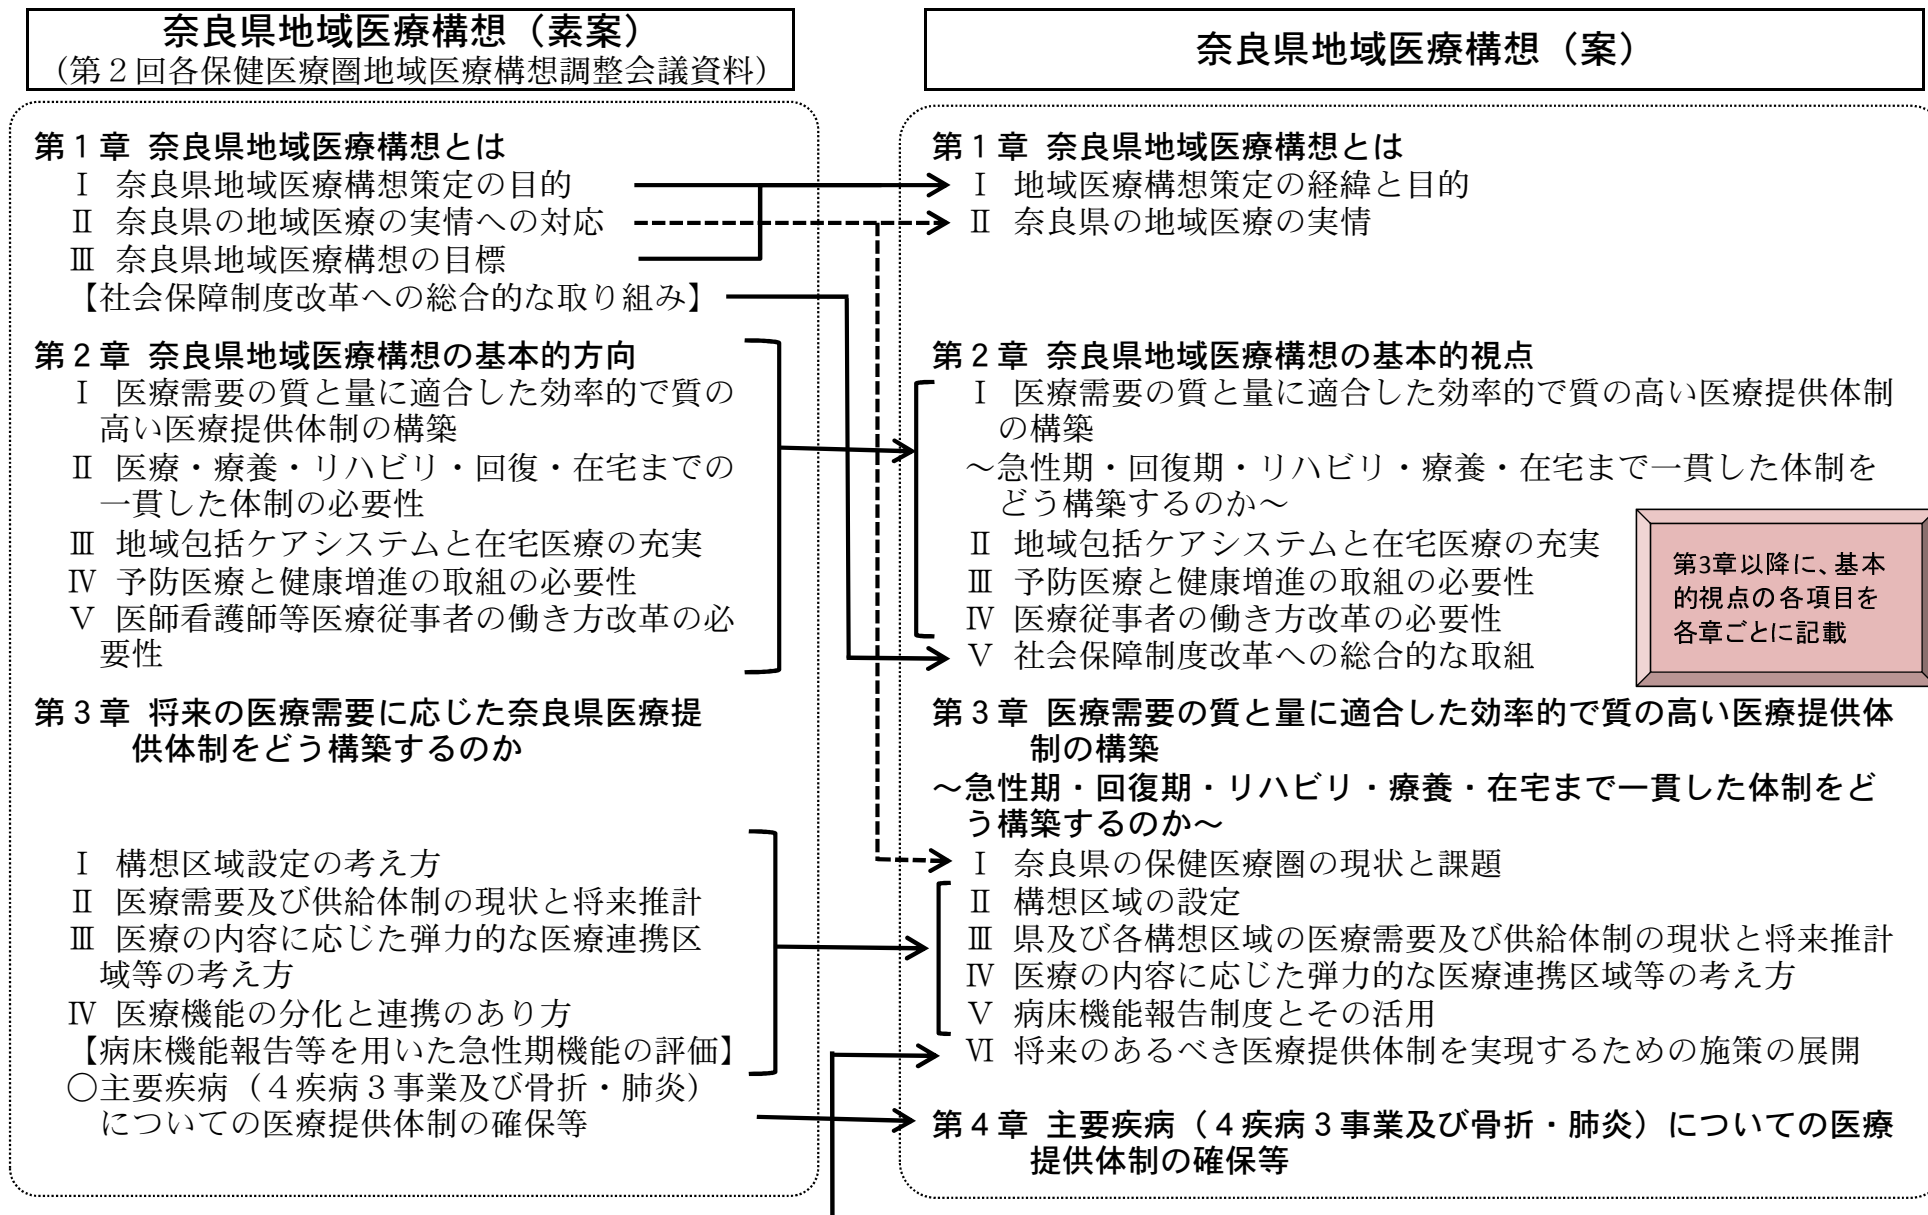 奈良県地域医療構想（素案）
（第２回各保健医療圏地域医療構想調整会議資料）
第１章 奈良県地域医療構想とは
Ⅰ 奈良県地域医療構想策定の目的
Ⅱ 奈良県の地域医療の実情への対応
Ⅲ 奈良県地域医療構想の目標
【社会保障制度改革への総合的な取り組み】
第２章 奈良県地域医療構想の基本的方向
Ⅰ 医療需要の質と量に適合した効率的で質の
高い医療提供体制の構築
Ⅱ 医療・療養・リハビリ・回復・在宅までの
一貫した体制の必要性
Ⅲ 地域包括ケアシステムと在宅医療の充実
Ⅳ 予防医療と健康増進の取組の必要性
Ⅴ 医師看護師等医療従事者の働き方改革の必
要性
第３章 将来の医療需要に応じた奈良県医療提
供体制をどう構築するのか
Ⅰ 構想区域設定の考え方
Ⅱ 医療需要及び供給体制の現状と将来推計
Ⅲ 医療の内容に応じた弾力的な医療連携区
域等の考え方
Ⅳ 医療機能の分化と連携のあり方
【病床機能報告等を用いた急性期機能の評価】
○主要疾病（４疾病３事業及び骨折・肺炎）
についての医療提供体制の確保等
奈良県地域医療構想（案）
第１章 奈良県地域医療構想とは
Ⅰ 地域医療構想策定の経緯と目的
Ⅱ 奈良県の地域医療の実情
第２章 奈良県地域医療構想の基本的視点
Ⅰ 医療需要の質と量に適合した効率的で質の高い医療提供体制
の構築
～急性期・回復期・リハビリ・療養・在宅まで一貫した体制を
どう構築するのか～
Ⅱ 地域包括ケアシステムと在宅医療の充実
Ⅲ 予防医療と健康増進の取組の必要性
Ⅳ 医療従事者の働き方改革の必要性
Ⅴ 社会保障制度改革への総合的な取組
第3章以降に、基本
的視点の各項目を
各章ごとに記載
第３章 医療需要の質と量に適合した効率的で質の高い医療提供体
制の構築
～急性期・回復期・リハビリ・療養・在宅まで一貫した体制をど
う構築するのか～
Ⅰ 奈良県の保健医療圏の現状と課題
Ⅱ 構想区域の設定
Ⅲ 県及び各構想区域の医療需要及び供給体制の現状と将来推計
Ⅳ 医療の内容に応じた弾力的な医療連携区域等の考え方
Ⅴ 病床機能報告制度とその活用
Ⅵ 将来のあるべき医療提供体制を実現するための施策の展開
第４章 主要疾病（４疾病３事業及び骨折・肺炎）についての医療
提供体制の確保等